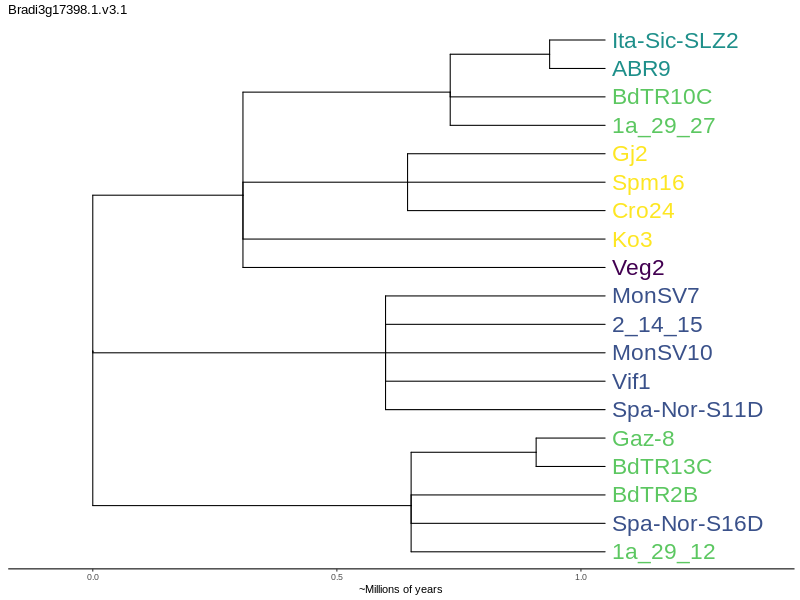 Bradi3g17398.1.v3.1
Ita-Sic-SLZ2
ABR9
BdTR10C
1a_29_27
Gj2
Spm16
Cro24
Ko3
Veg2
MonSV7
2_14_15
MonSV10
Vif1
Spa-Nor-S11D
Gaz-8
BdTR13C
BdTR2B
Spa-Nor-S16D
1a_29_12
0.0 0.5 1.0
~Millions of years